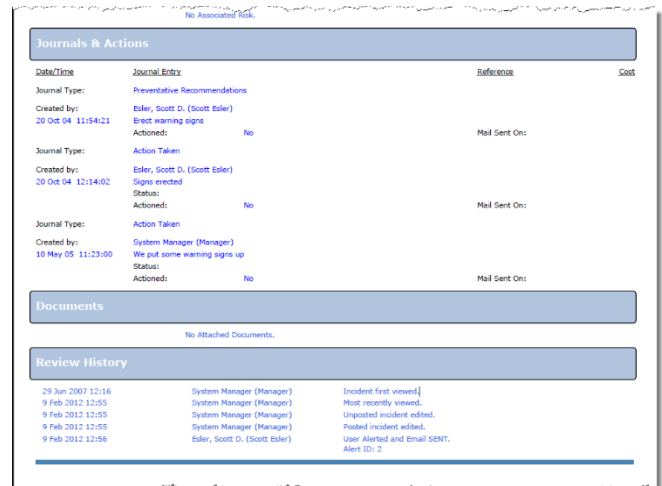 No Associated Risk.
Journals & Actions
Date/Time Journal Entry Reference Cost
Journal Type: Preventative Recommendations
Created by: Esler, Scott D. (Scott Esler)
20 Oct 04 11:54:21 Erect warning signs
Actioned: No Mail Sent On:
Journal Type: Action Taken
Created by: Esler, Scott D. (Scott Esler)
20 Oct 04 12:14:02 Signs erected
Status:
Actioned: No Mail Sent On:
Journal Type: Action Taken
Created by: System Manager (Manager)
10 May 05 11:23:00 We put some warning signs up
Status:
Actioned: No Mail Sent On:
Documents
No Attached Documents.
Review History
29 Jun 2007 12:16 System Manager (Manager) Incident first viewed.
9 Feb 2012 12:55 System Manager (Manager) Most recently viewed.
9 Feb 2012 12:55 System Manager (Manager) Unposted incident edited.
9 Feb 2012 12:55 System Manager (Manager) Posted incident edited.
9 Feb 2012 12:56 Esler, Scott D. (Scott Esler) User Alerted and Email SENT.
Alert ID: 2